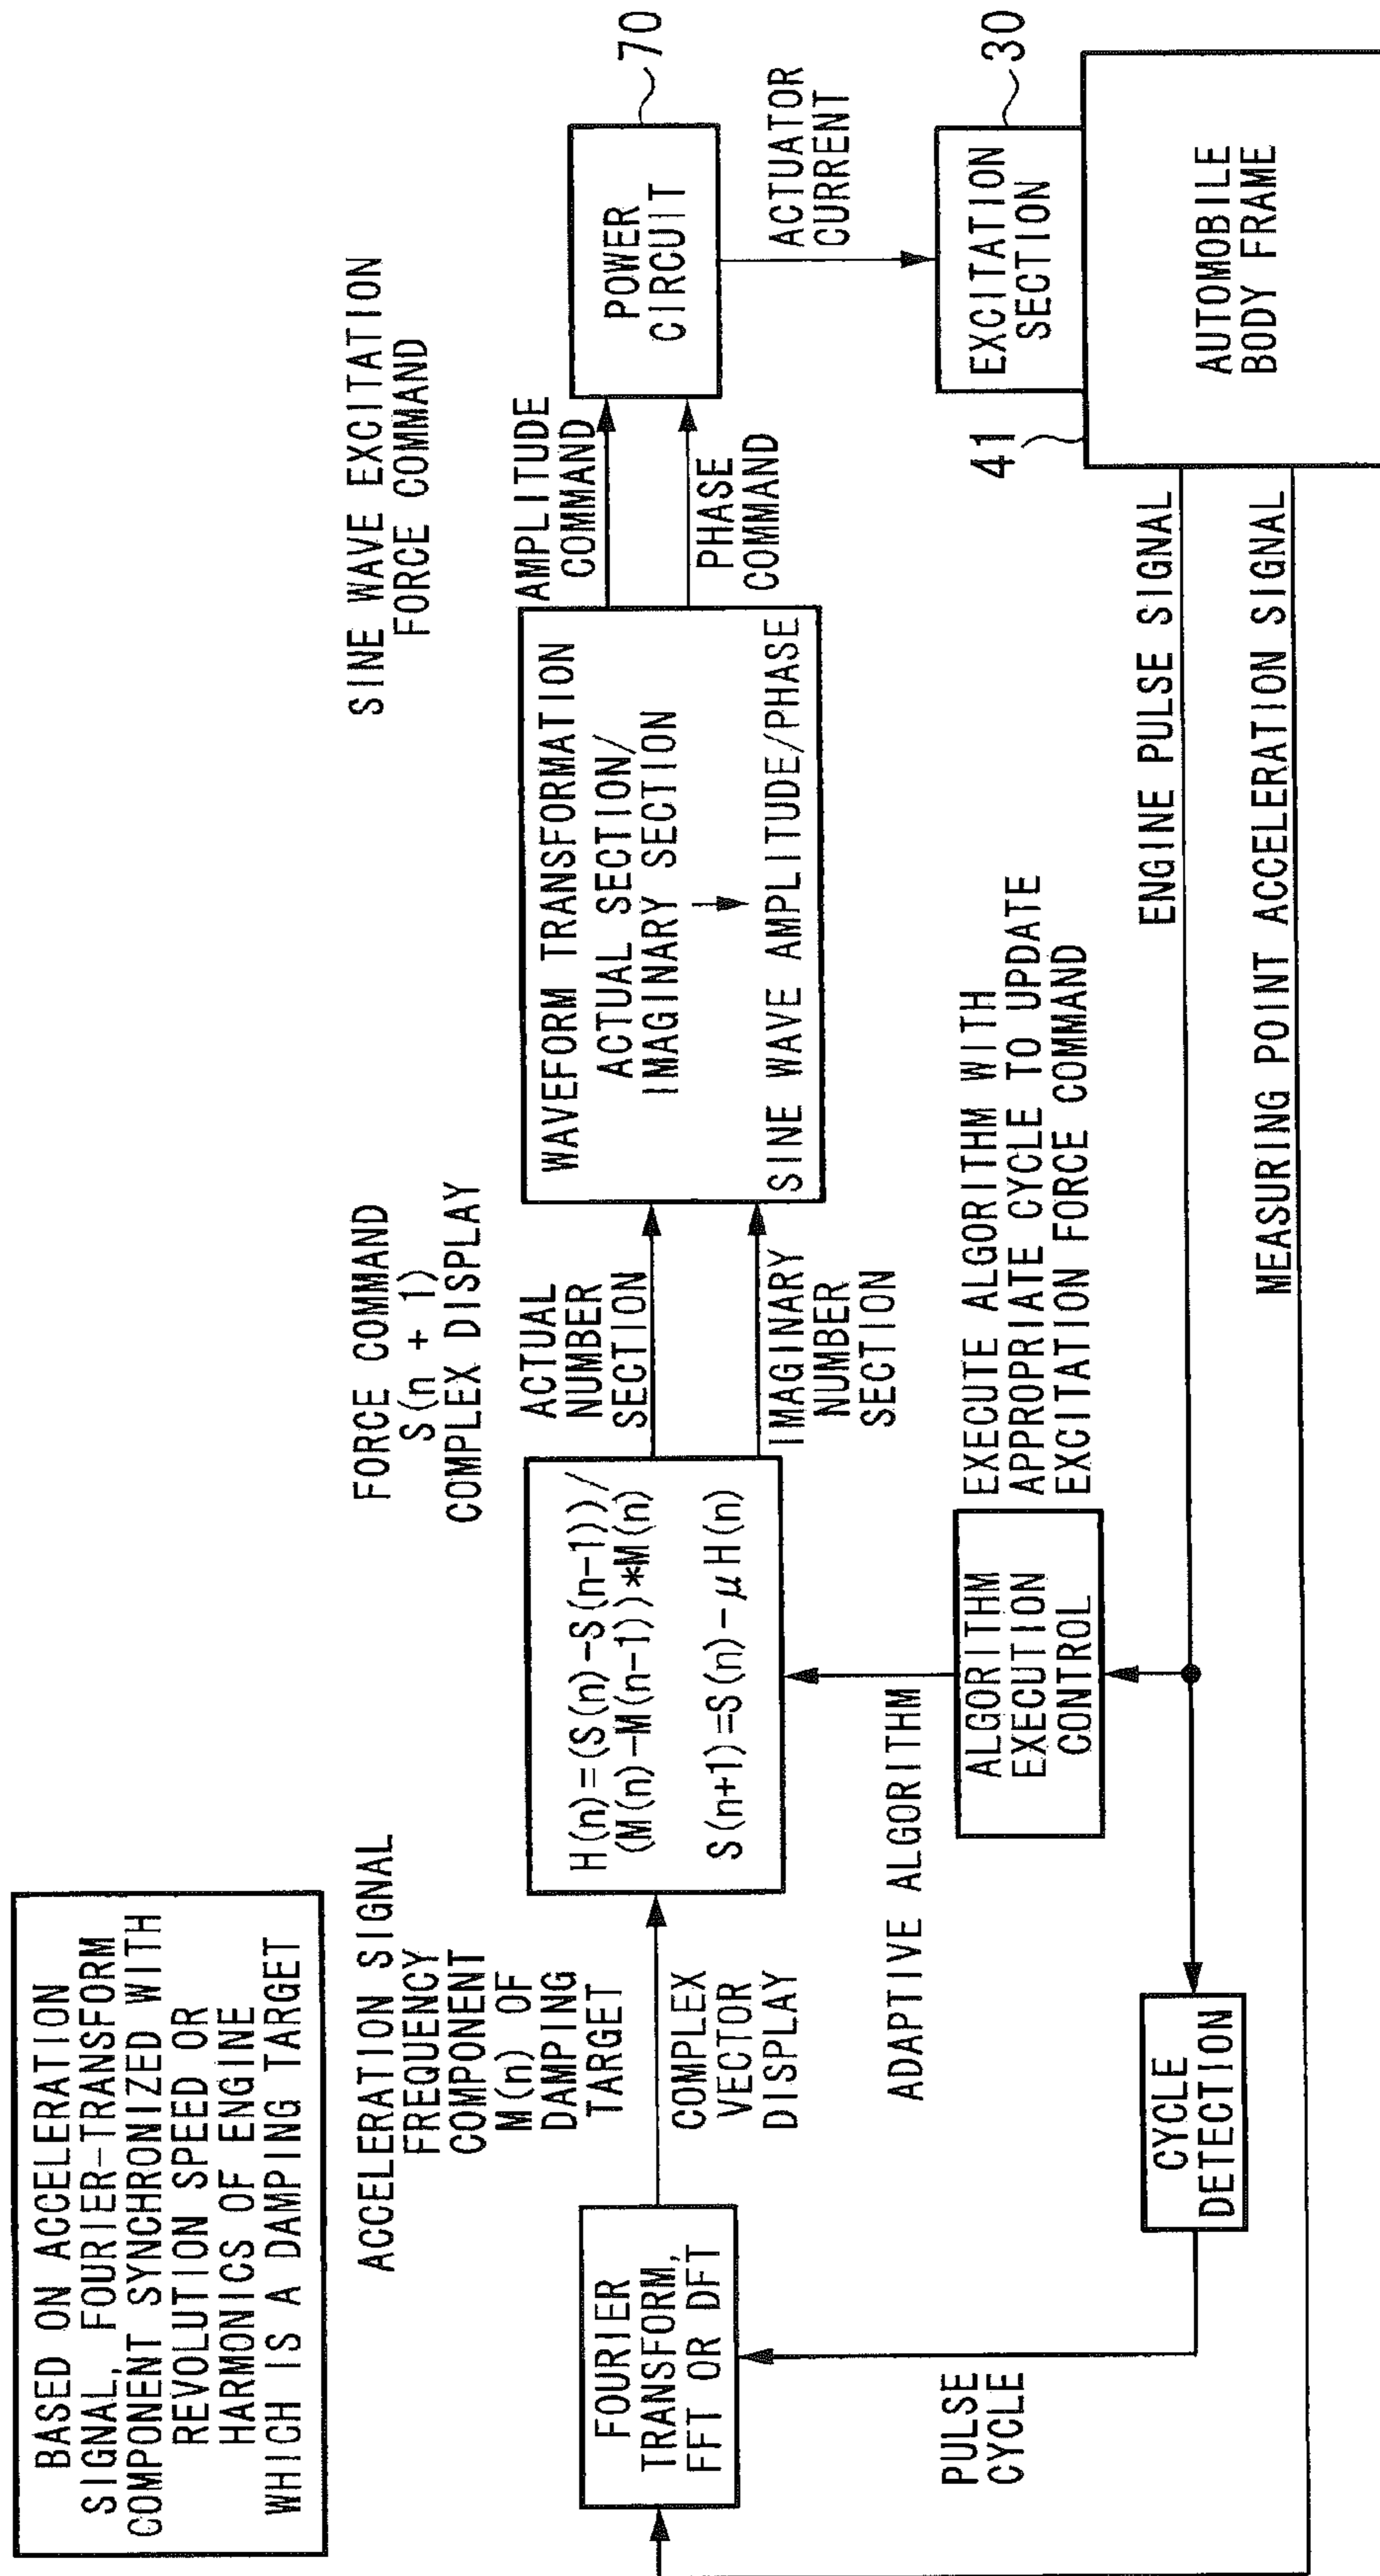 BASED ON ACCELERATION
SIGNAL, FOURIER-TRANSFORM
COMPONENT SYNCHRONIZED WITH
REVOLUTION SPEED OR
HARMONICS OF ENGINE
WHICH IS A DAMPING TARGET
ACCELERATION SIGNAL
FREQUENCY
COMPONENT
M(n) OF
DAMPING
TARGET
FORCE COMMAND
S(n + 1)
COMPLEX DISPLAY
SINE WAVE EXCITATION
FORCE COMMAND
FOURIER
TRANSFORM,
FFT OR DFT
COMPLEX
VECTOR
DISPLAY
H(n)=(S(n)-S(n-1))/
(M(n)-M(n-1))*M(n)
S(n+1)=S(n)-μH(n)
ACTUAL
NUMBER
SECTION
IMAGINARY
NUMBER
SECTION
WAVEFORM TRANSFORMATION
ACTUAL SECTION/
IMAGINARY SECTION
SINE WAVE AMPLITUDE/PHASE
AMPLITUDE
COMMAND
PHASE
COMMAND
POWER
CIRCUIT
70
ACTUATOR
CURRENT
PULSE
CYCLE
ADAPTIVE ALGORITHM
ALGORITHM
EXECUTION
CONTROL
EXECUTE ALGORITHM WITH
APPROPRIATE CYCLE TO UPDATE
EXCITATION FORCE COMMAND
EXCITATION
SECTION
30
41
CYCLE
DETECTION
ENGINE PULSE SIGNAL
MEASURING POINT ACCELERATION SIGNAL
AUTOMOBILE
BODY FRAME